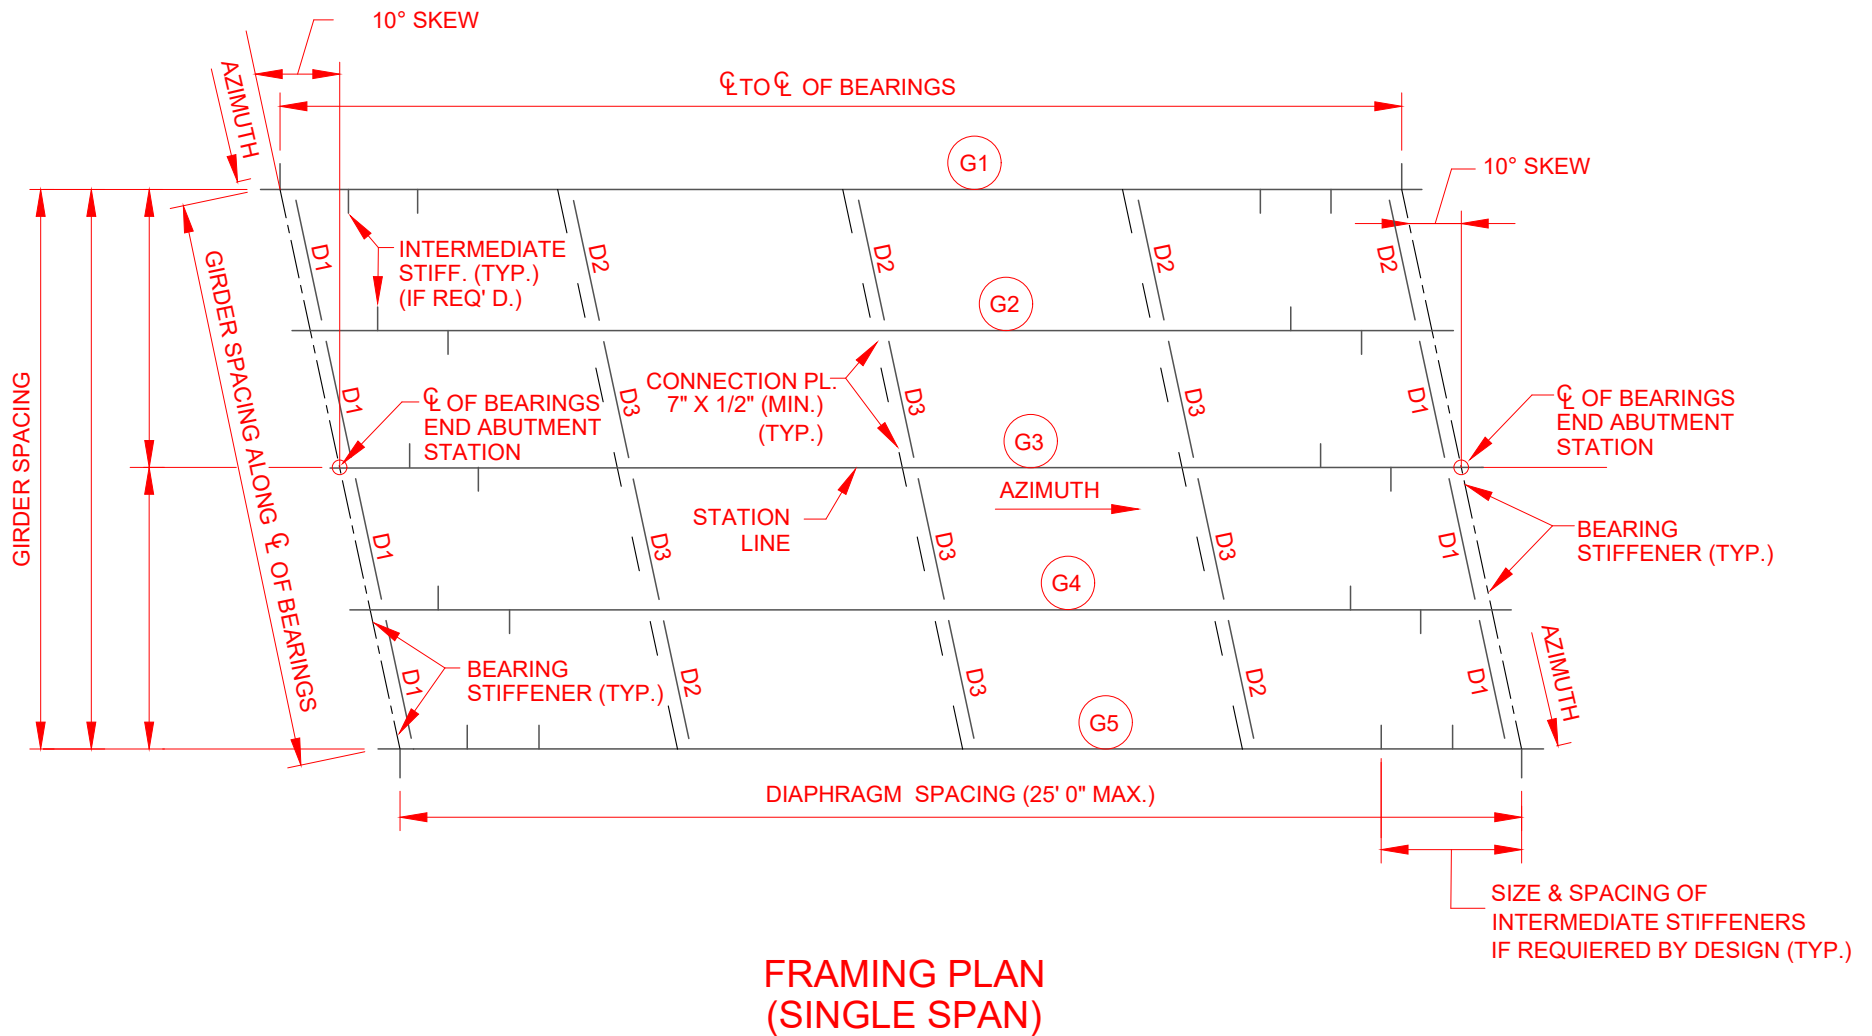 10° SKEW
AZIMUTH
℄ TO ℄ OF BEARINGS
G1
10° SKEW
D1
D2
D2
D2
D2
INTERMEDIATE
STIFF. (TYP.)
(IF REQ' D.)
G2
GIRDER SPACING
GIRDER SPACING ALONG ℄ OF BEARINGS
D1
℄ OF BEARINGS
END ABUTMENT
STATION
D3
CONNECTION PL.
7" X 1/2" (MIN.)
(TYP.)
D3
D3
D1
℄ OF BEARINGS
END ABUTMENT
STATION
G3
AZIMUTH
STATION
LINE
D1
D3
D3
D3
D1
BEARING
STIFFENER (TYP.)
G4
D1
BEARING
STIFFENER (TYP.)
D2
D3
D2
D1
AZIMUTH
G5
DIAPHRAGM SPACING (25' 0" MAX.)
SIZE & SPACING OF
INTERMEDIATE STIFFENERS
IF REQUIERED BY DESIGN (TYP.)
FRAMING PLAN
(SINGLE SPAN)